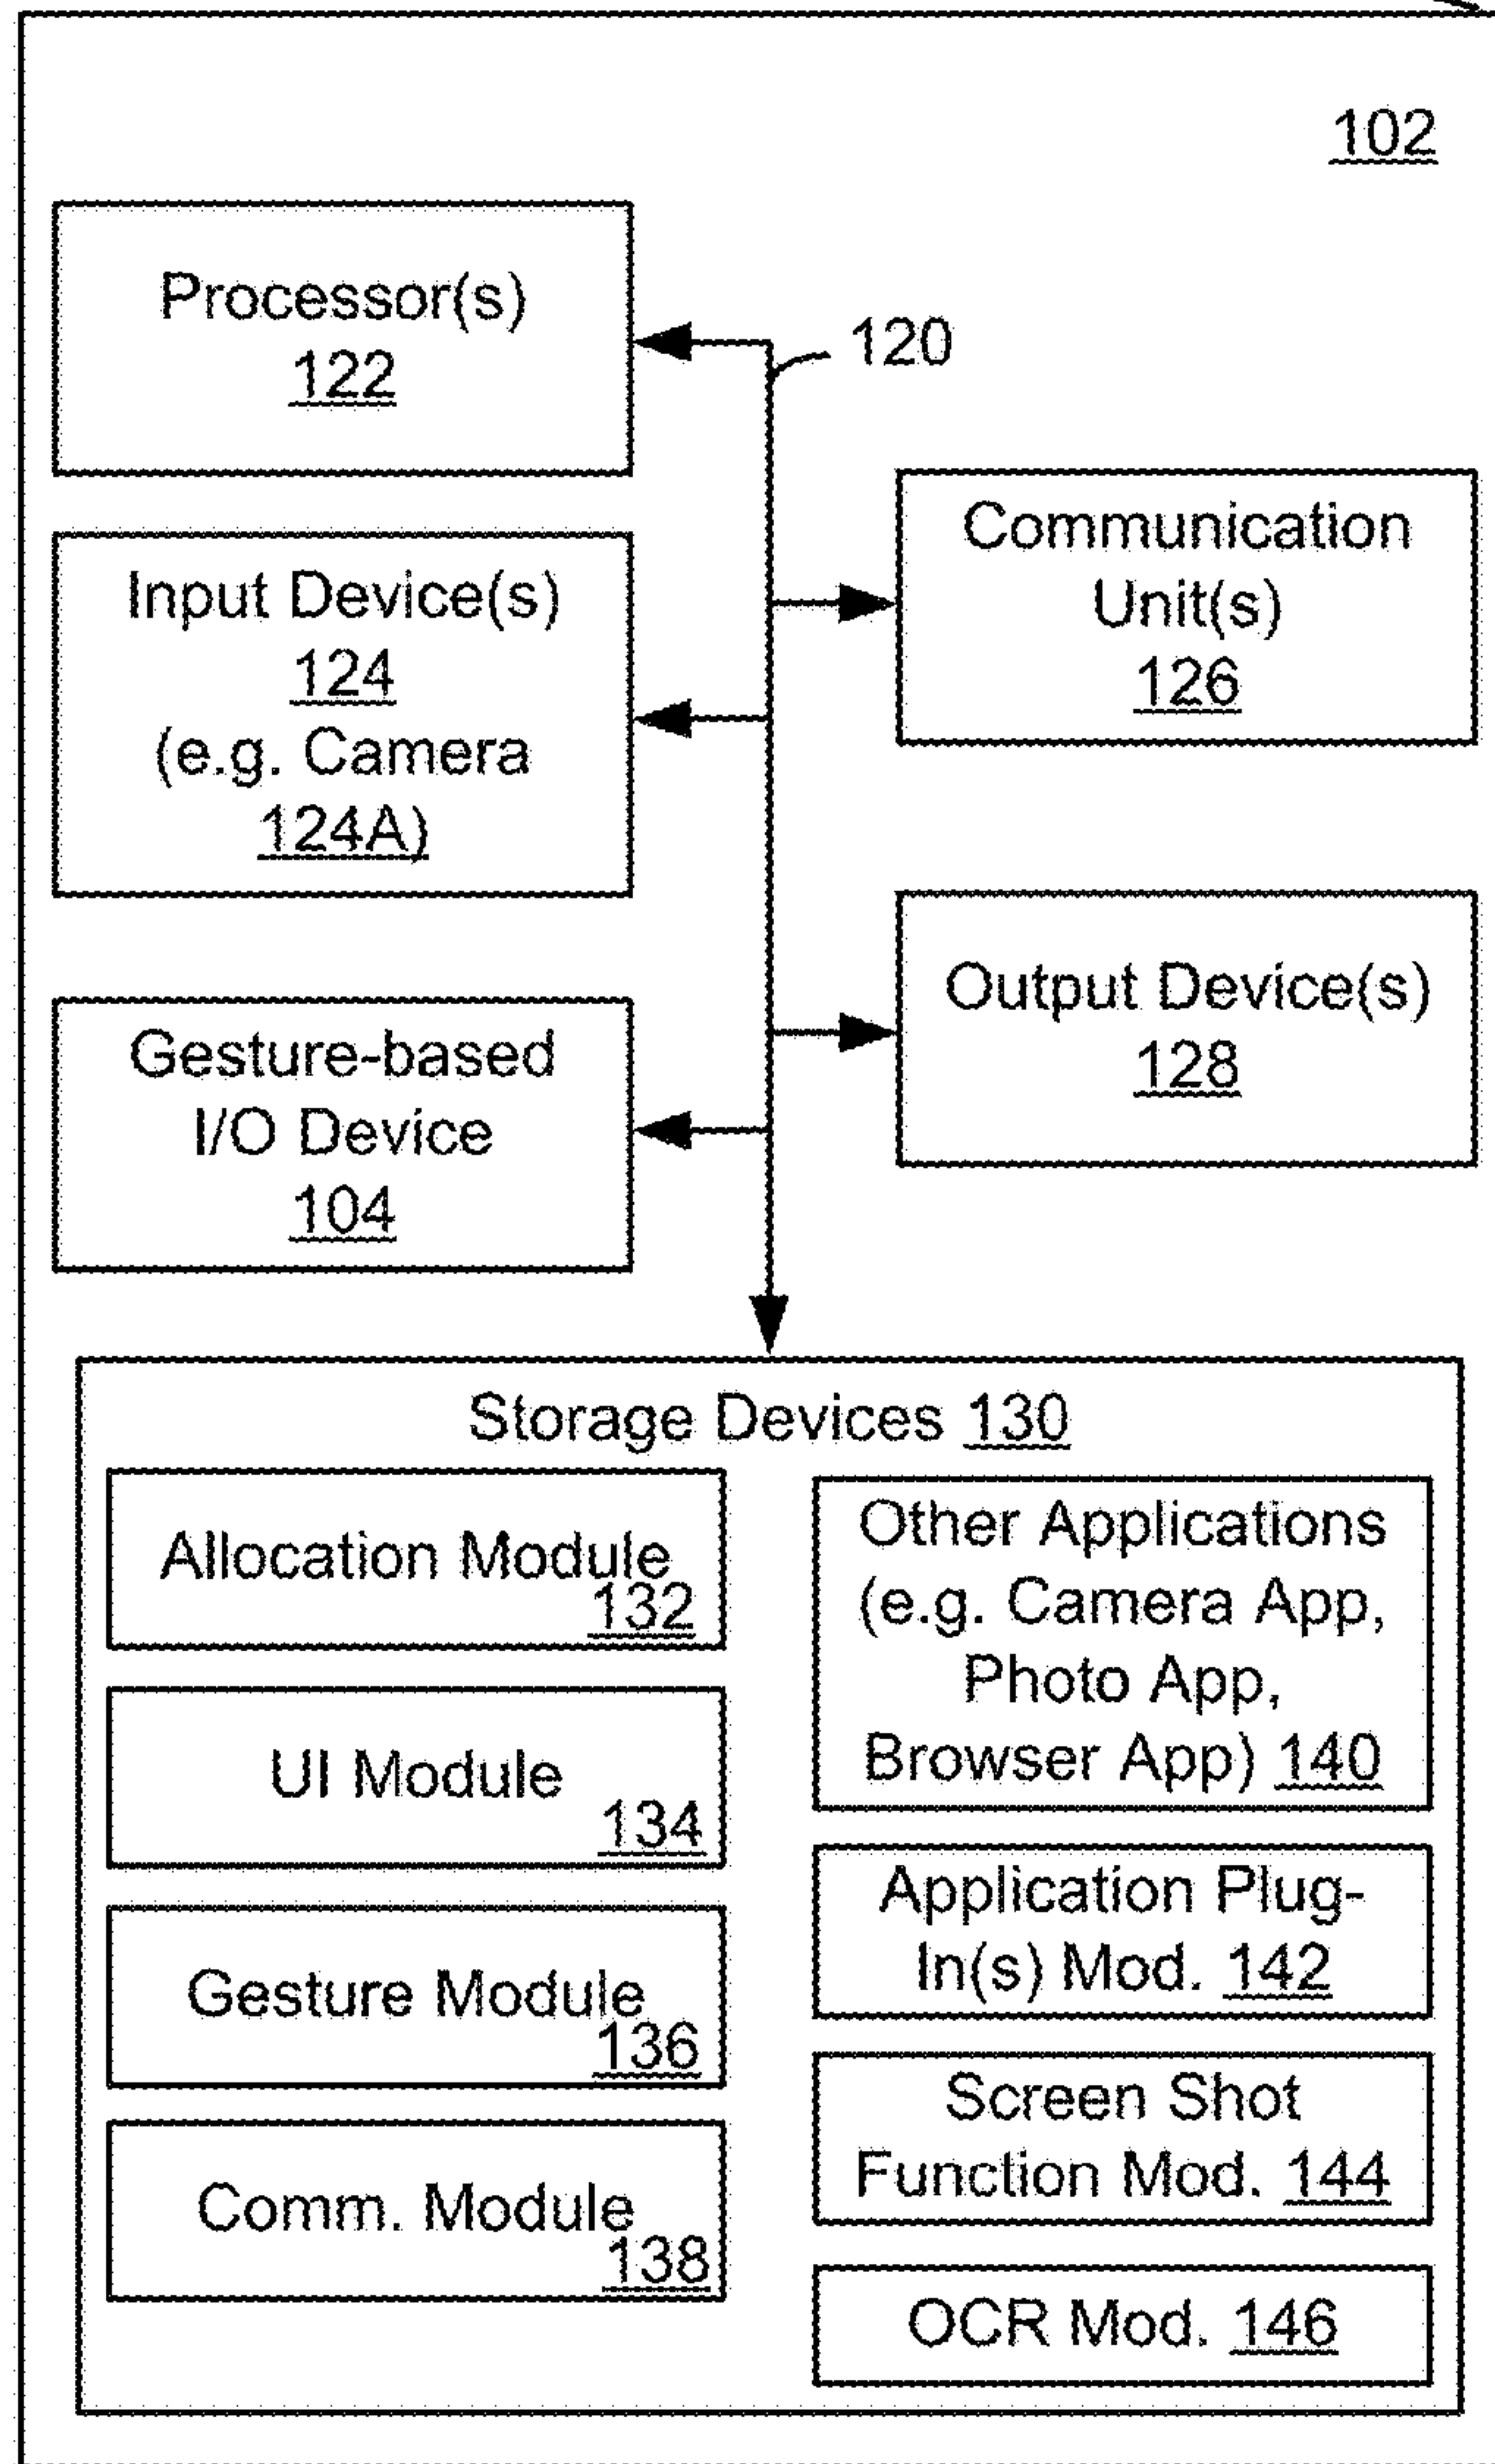 102
Processor(s)
122
120
Communication
Unit(s)
126
Input Device(s)
124
(e.g. Camera
124A)
Output Device(s)
128
Gesture-based
I/O Device
104
Storage Devices 130
Allocation Module
132
UI Module
134
Gesture Module
136
Comm. Module
138
Other Applications
(e.g. Camera App,
Photo App,
Browser App) 140
Application Plug-
In(s) Mod. 142
Screen Shot
Function Mod. 144
OCR Mod. 146